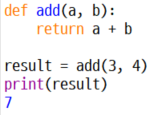 def add(a, b):
    return a + b

result = add(3, 4)
print(result)
7